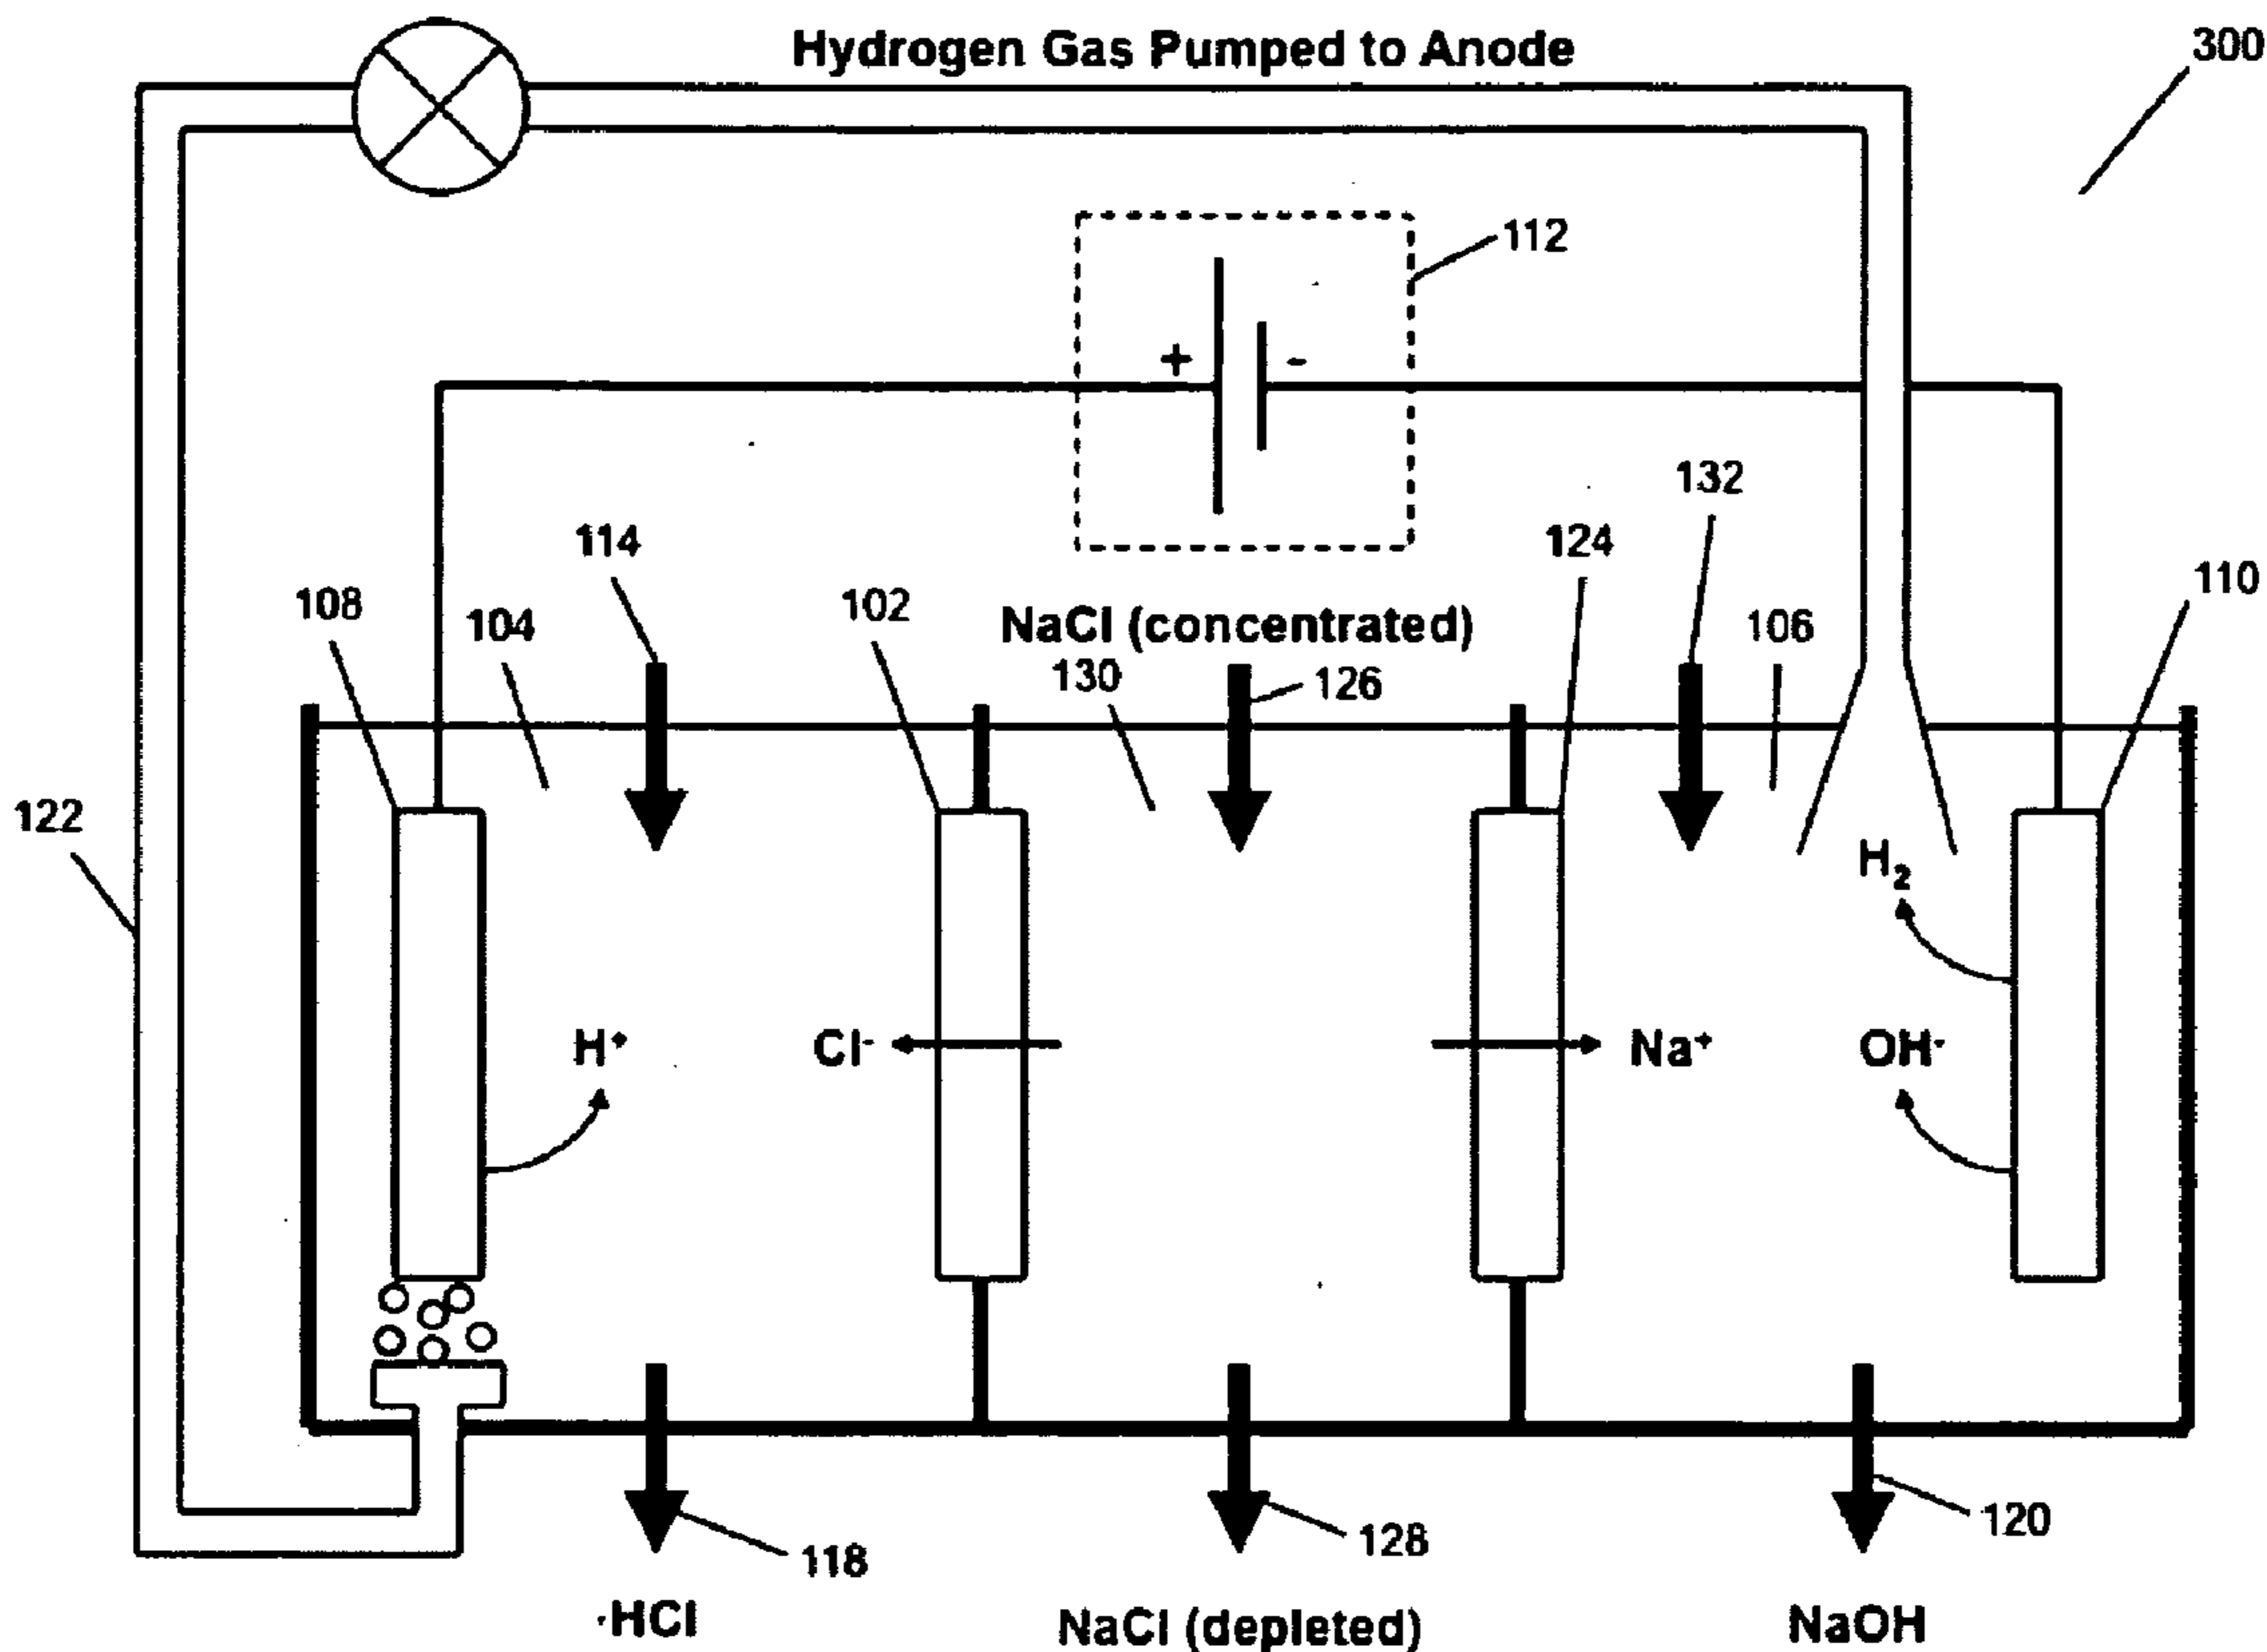 Hydrogen Gas Pumped to Anode
300
112
+ -
132
114
124
108
104
102
NaCl (concentrated)
106
110
130
126
122
H₂
H⁺
Cl⁻
Na⁺
OH⁻
118
128
120
HCl
NaCl (depleted)
NaOH